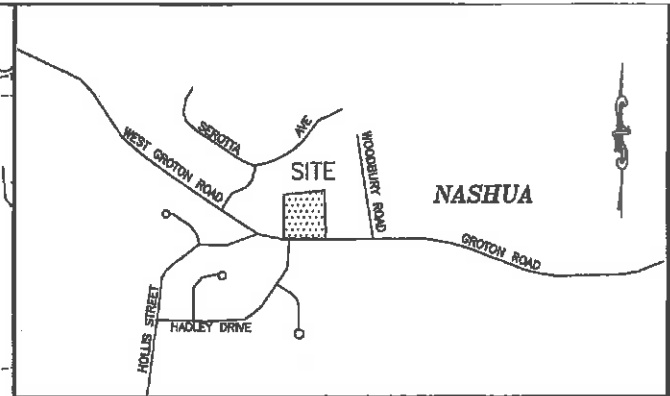 SEROTTA
AVE
WEST GROTON ROAD
SITE
WOODBURY ROAD
NASHUA
GROTON ROAD
HOLLIS STREET
HADLEY DRIVE